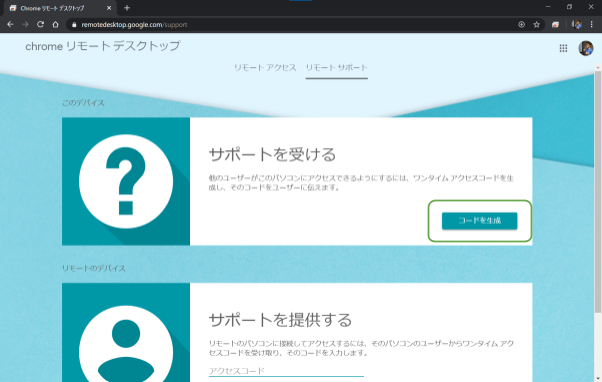 Chrome リモート デスクトップ
remotedesktop.google.com/support
chrome リモート デスクトップ
リモート アクセス
リモート サポート
このデバイス
サポートを受ける
他のユーザーがこのパソコンにアクセスできるようにするには、ワンタイム アクセスコードを生
成し、そのコードをユーザーに伝えます。
コードを生成
リモートのデバイス
サポートを提供する
リモートのパソコンに接続してアクセスするには、そのパソコンのユーザーからワンタイム アク
セスコードを受け取り、そのコードを入力します。
アクセスコード